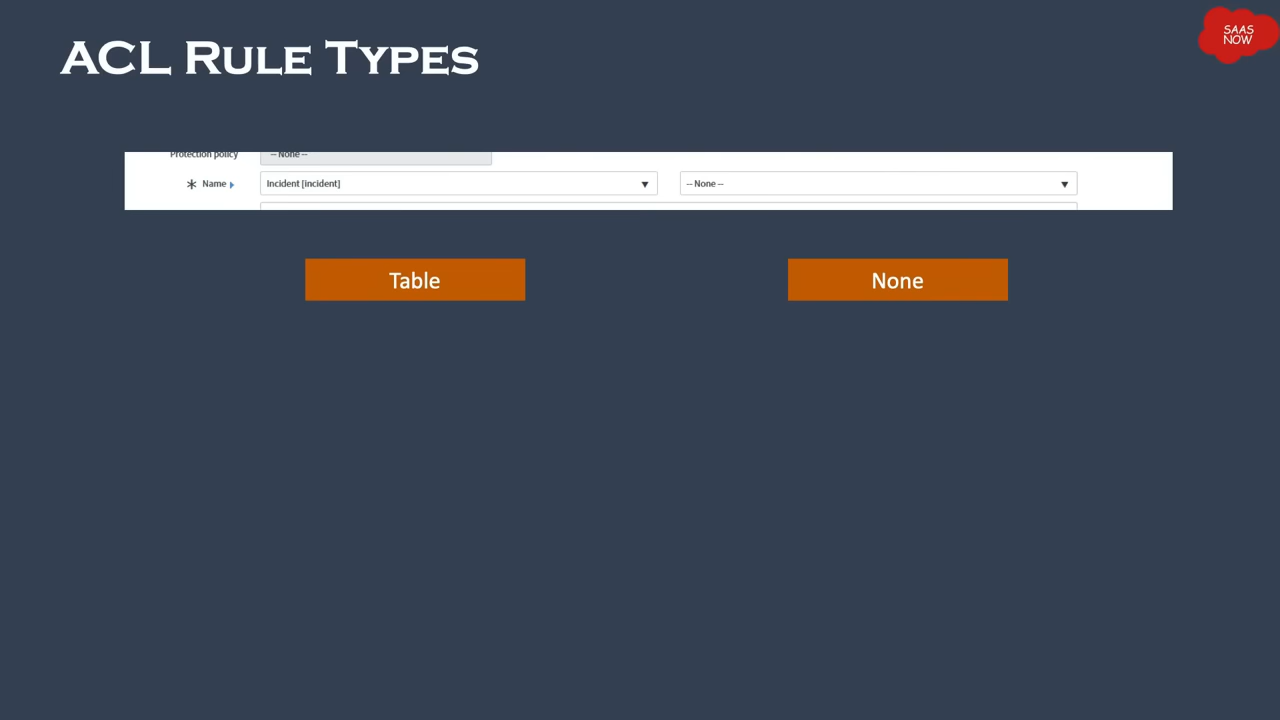 ACL RULE TYPES
SAAS
NOW
Protection policy -- None --
Name Incident [incident] -- None --
Table None